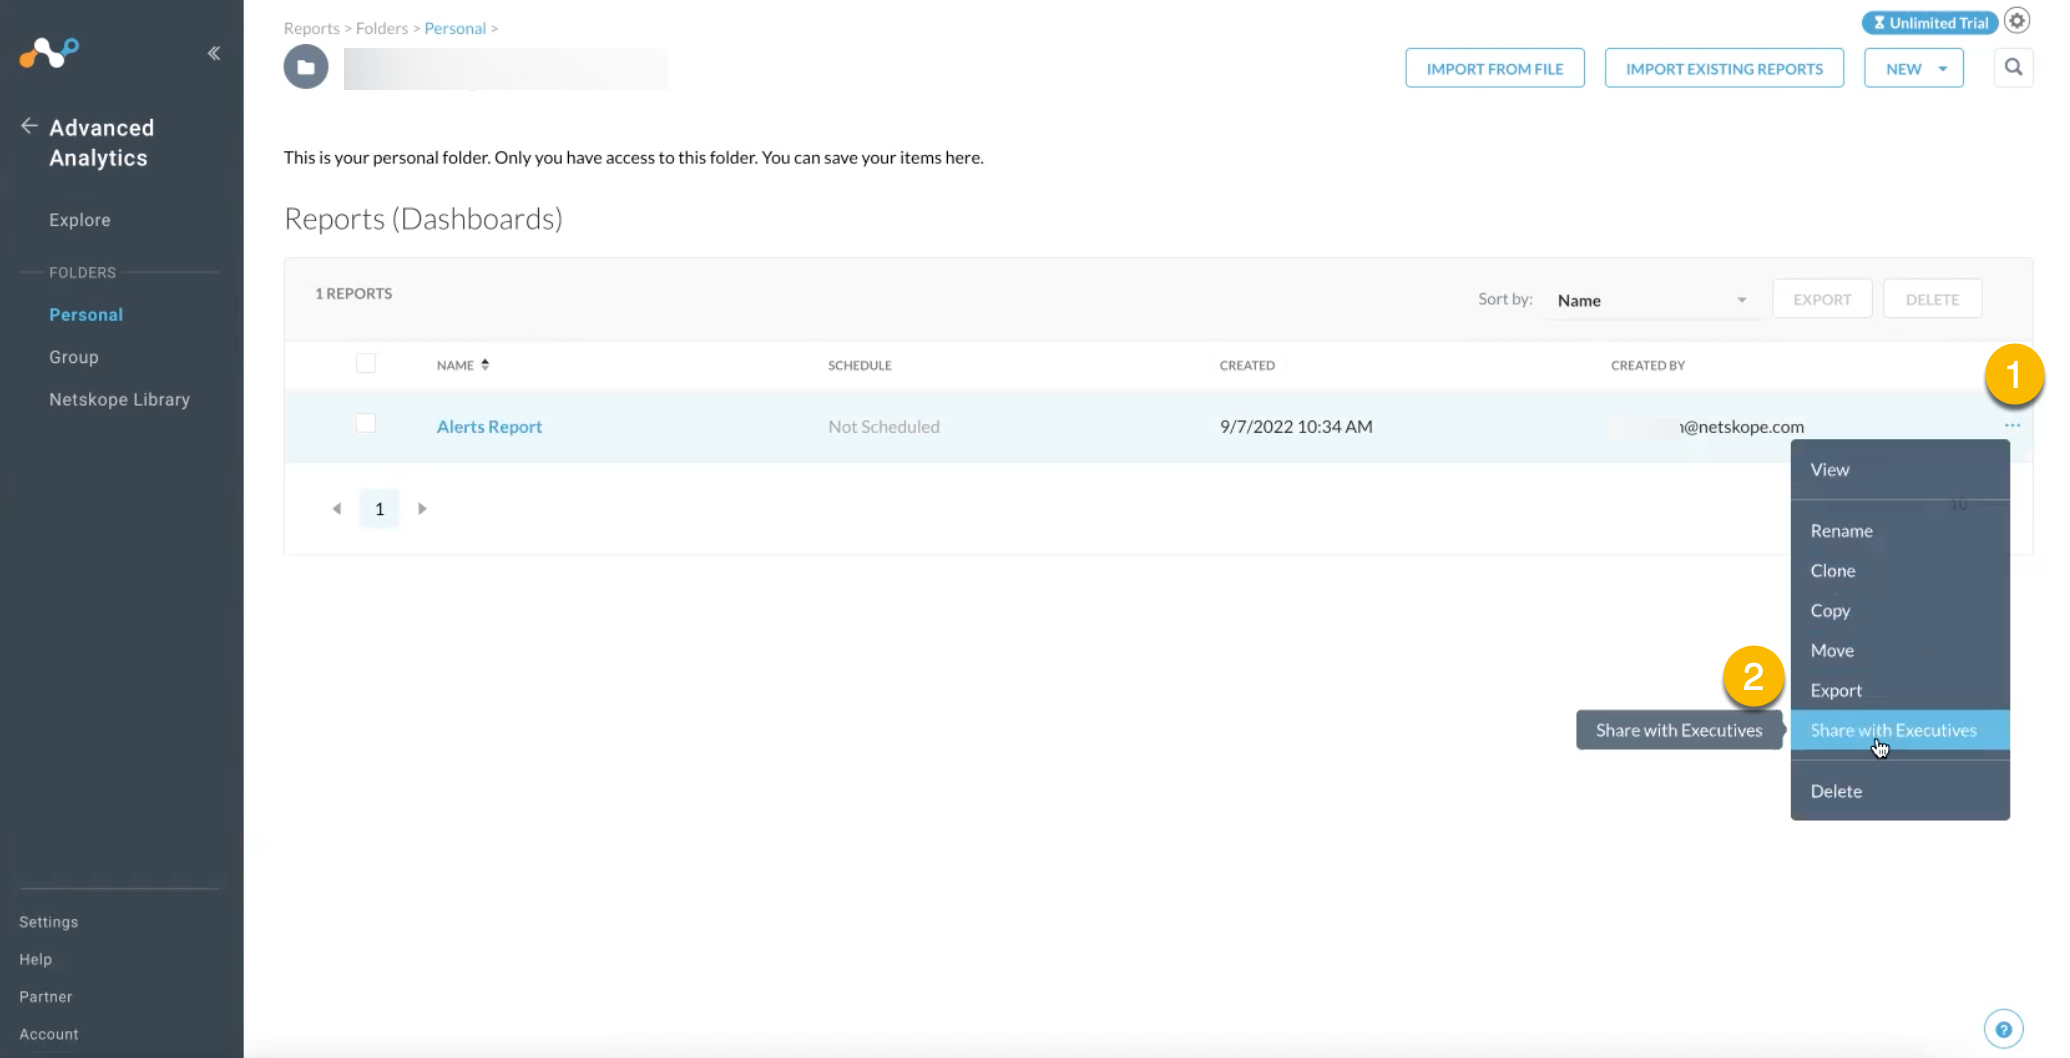 Reports > Folders > Personal >
Unlimited Trial
IMPORT FROM FILE
IMPORT EXISTING REPORTS
NEW
Advanced
Analytics
Explore
FOLDERS
Personal
Group
Netskope Library
Settings
Help
Partner
Account
This is your personal folder. Only you have access to this folder. You can save your items here.
Reports (Dashboards)
1 REPORTS
Sort by: Name
EXPORT
DELETE
NAME SCHEDULE CREATED CREATED BY
1
Alerts Report Not Scheduled 9/7/2022 10:34 AM @netskope.com
...
1
View
10
Rename
Clone
Copy
Move
2
Export
Share with Executives
Share with Executives
Delete
?